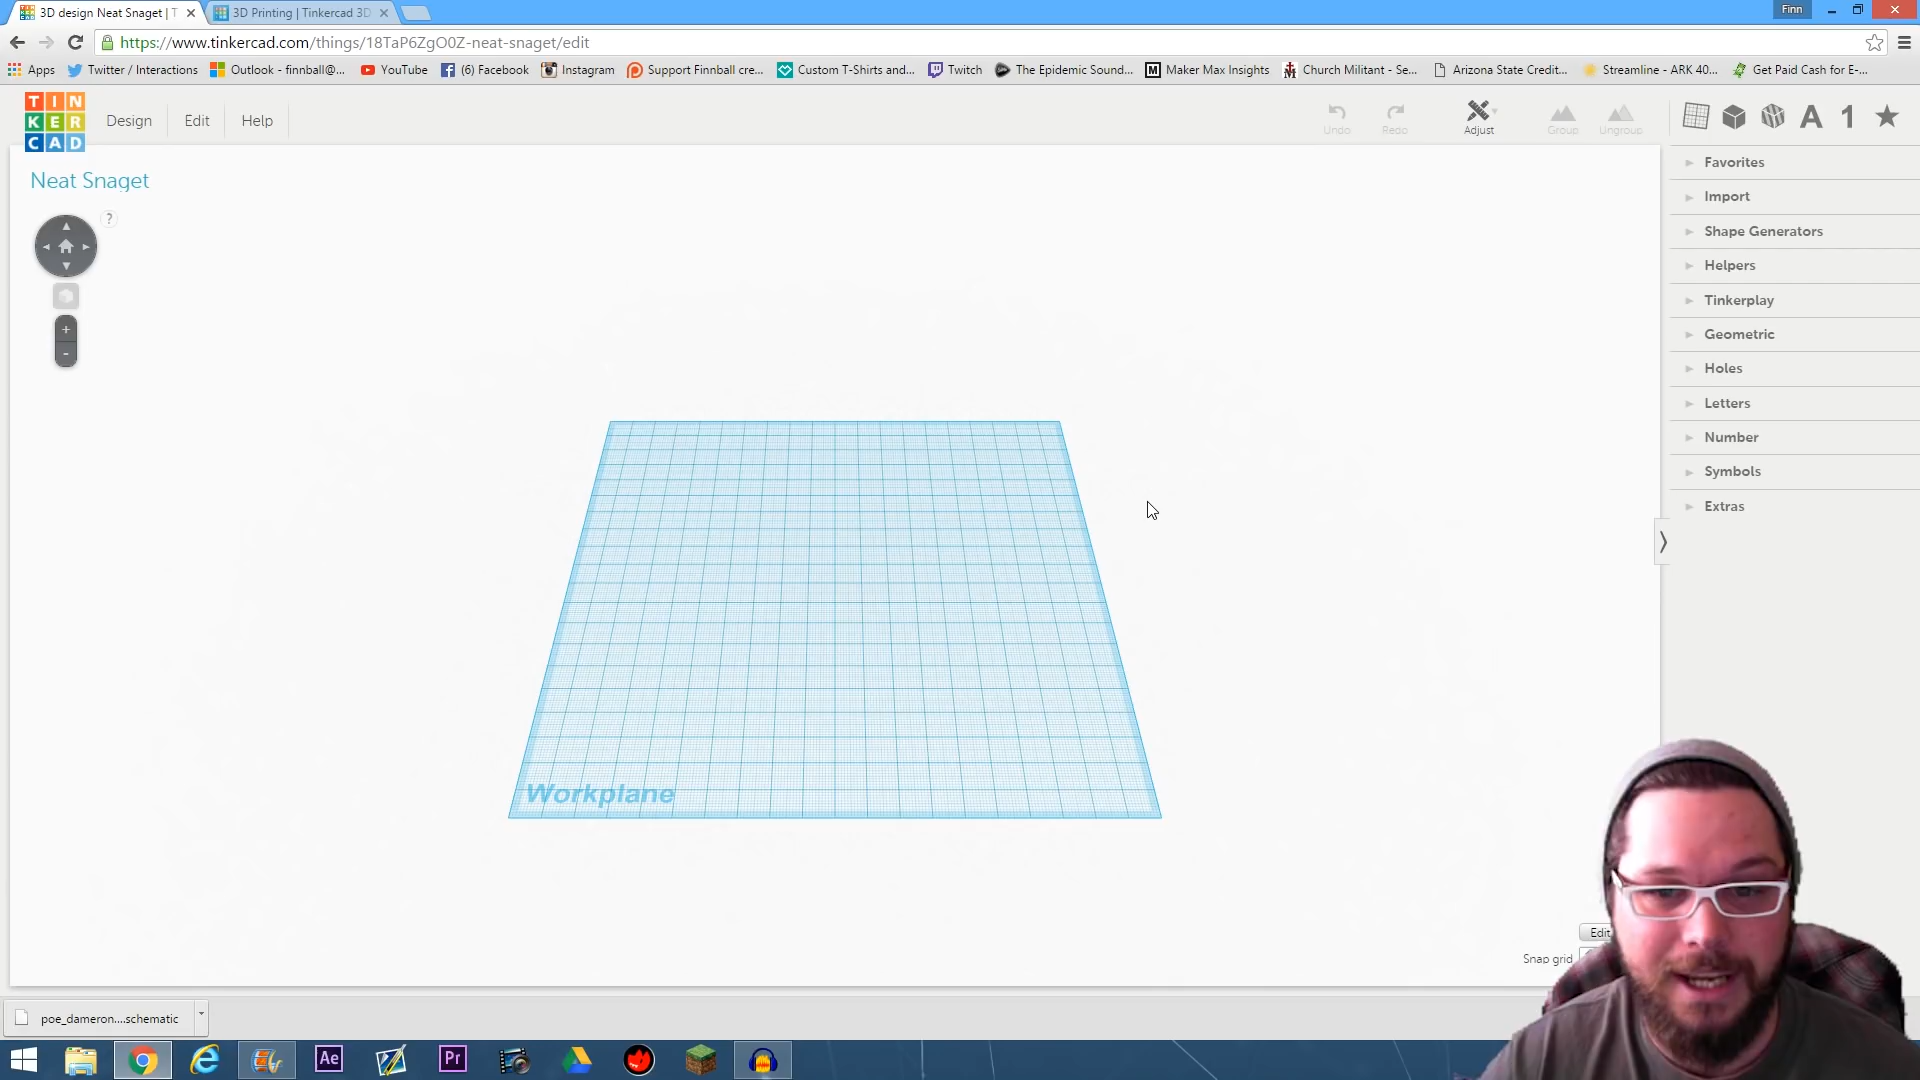 3D design Neat Snaget | T
3D Printing | Tinkercad 3D
Finn
https://www.tinkercad.com/things/18TaP6ZgO0Z-neat-snaget/edit
Apps
Twitter / Interactions
Outlook - finnball@...
YouTube
(6) Facebook
Instagram
Support Finnball cre...
Custom T-Shirts and...
Twitch
The Epidemic Sound...
Maker Max Insights
Church Militant - Se...
Arizona State Credit...
Streamline - ARK 40...
Get Paid Cash for E-...
TIN
KER
CAD
Design
Edit
Help
Undo
Redo
Adjust
Group
Ungroup
A
1
Neat Snaget
?
+
-
Favorites
Import
Shape Generators
Helpers
Tinkerplay
Geometric
Holes
Letters
Number
Symbols
Extras
Workplane
Edit
Snap grid
poe_dameron....schematic
Ae
Pr